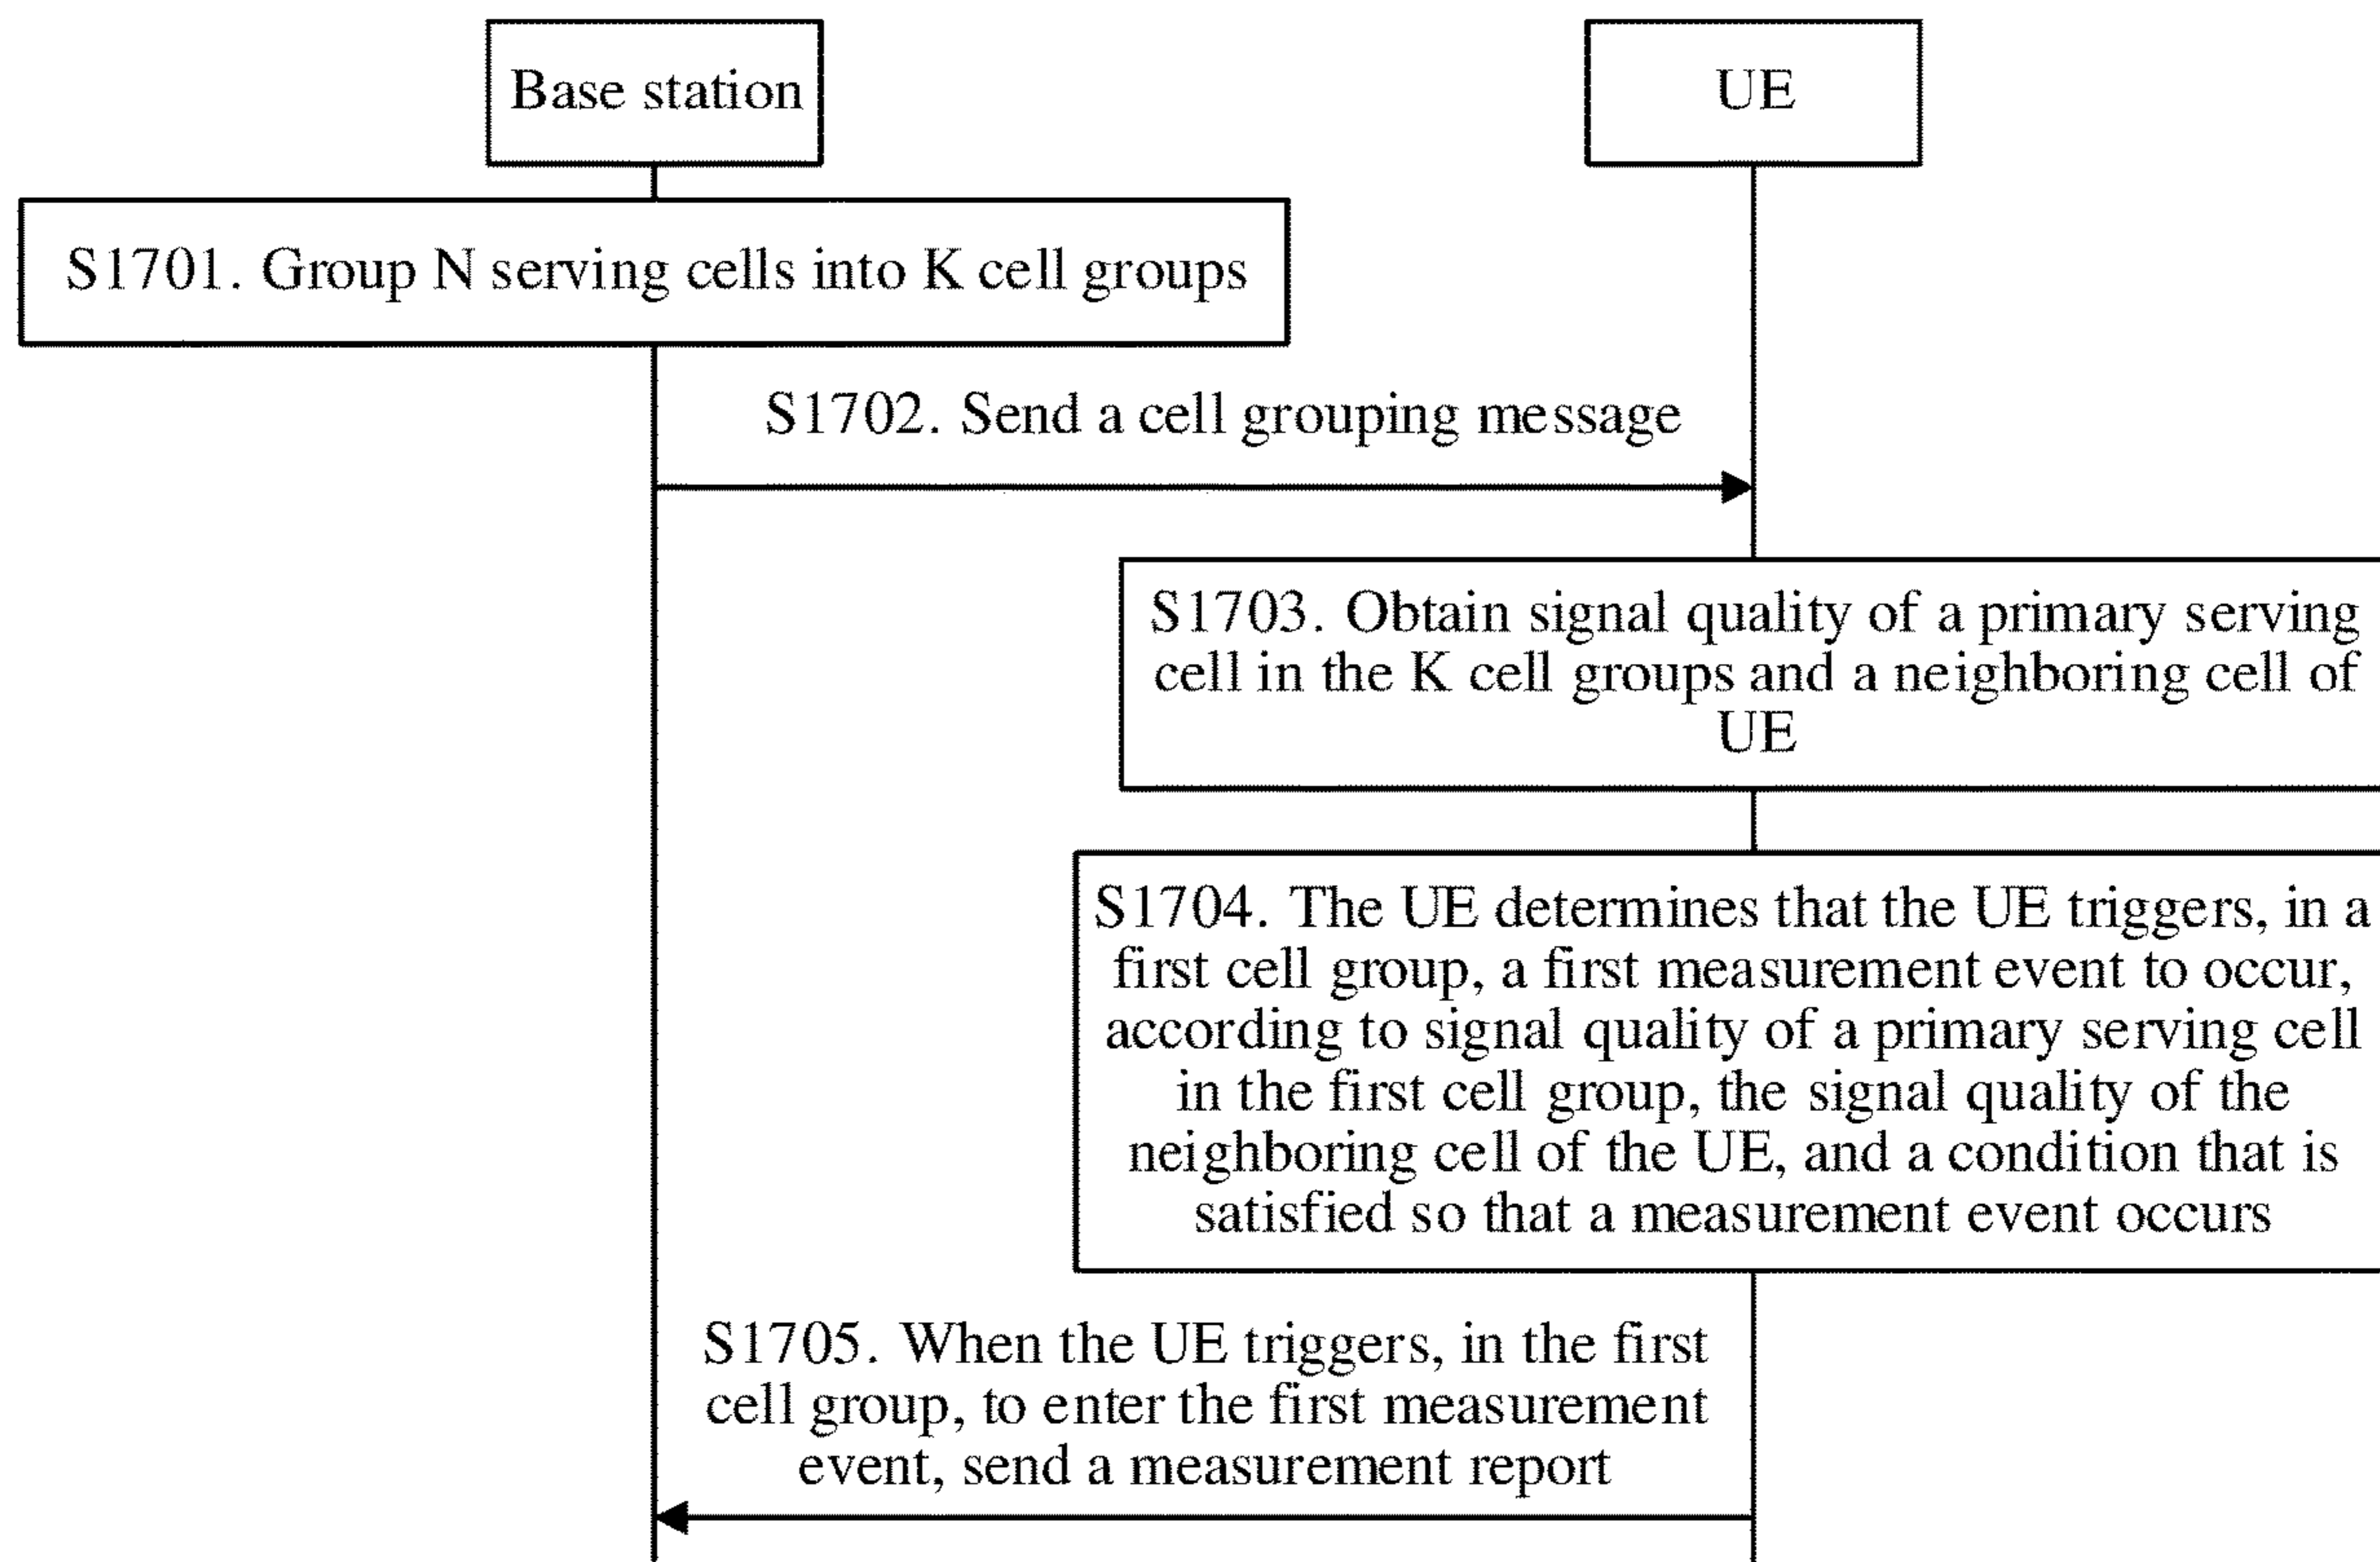 Base station
UE
S1701. Group N serving cells into K cell groups
S1702. Send a cell grouping message
S1703. Obtain signal quality of a primary serving
cell in the K cell groups and a neighboring cell of
UE
S1704. The UE determines that the UE triggers, in a
first cell group, a first measurement event to occur,
according to signal quality of a primary serving cell
in the first cell group, the signal quality of the
neighboring cell of the UE, and a condition that is
satisfied so that a measurement event occurs
S1705. When the UE triggers, in the first
cell group, to enter the first measurement
event, send a measurement report